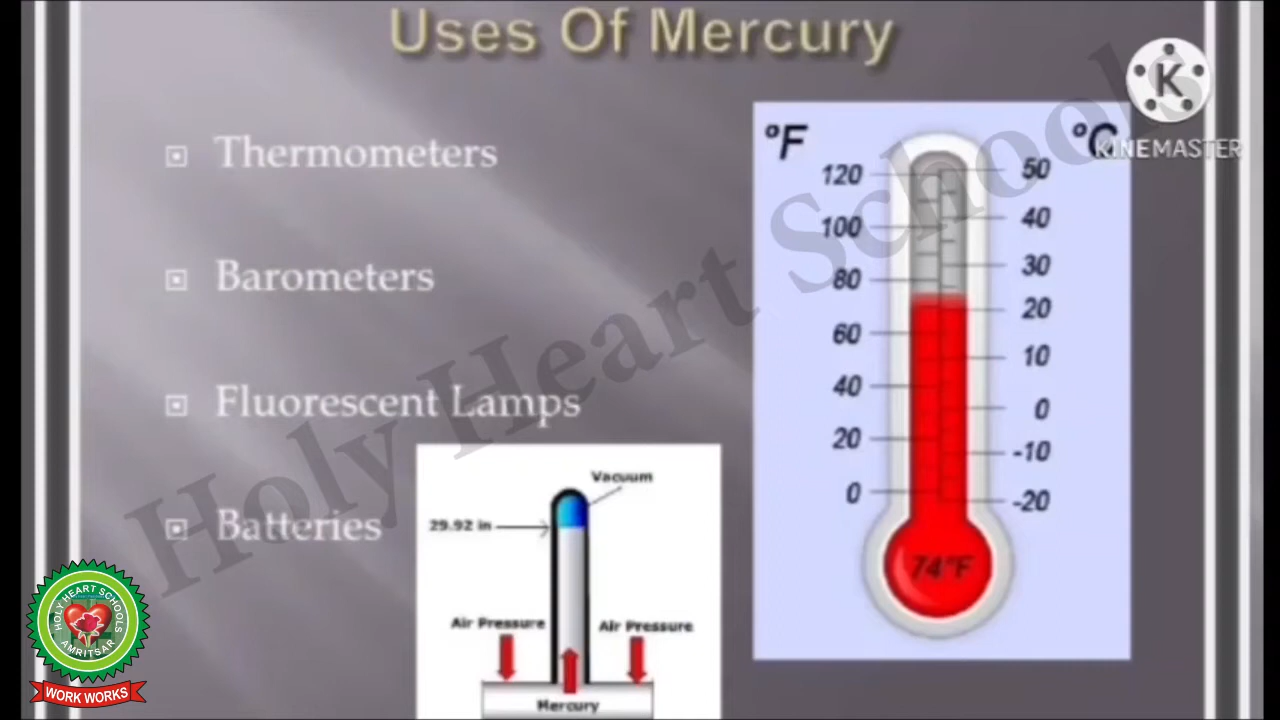 Uses Of Mercury
Thermometers
Barometers
Fluorescent Lamps
Batteries
Vacuum
29.92 in
Air Pressure
Air Pressure
Mercury
°F
°C
120
100
80
60
40
20
0
50
40
30
20
10
0
-10
-20
74°F
K
KINEMASTER
Holy Heart Schools
HOLY HEART SCHOOLS
AMRITSAR
WORK WORKS